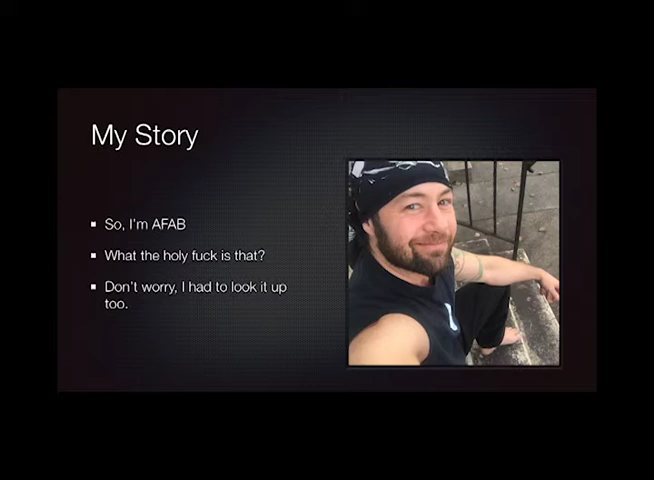 My Story
So, I'm AFAB
What the holy fuck is that?
Don't worry, I had to look it up
too.